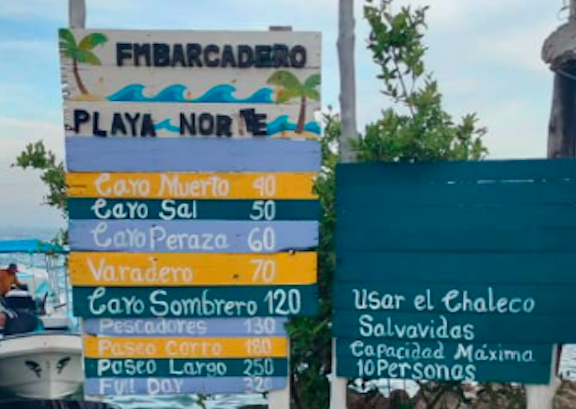 EMBARCADERO
PLAYA NORTE
Cayo Muerto 40
Cayo Sal 50
Cayo Peraza 60
Varadero 70
Cayo Sombrero 120
Pescadores 130
Paseo Corto 180
Paseo Largo 250
Full Day 320
Usar el Chaleco
Salvavidas
Capacidad Máxima
10 Personas